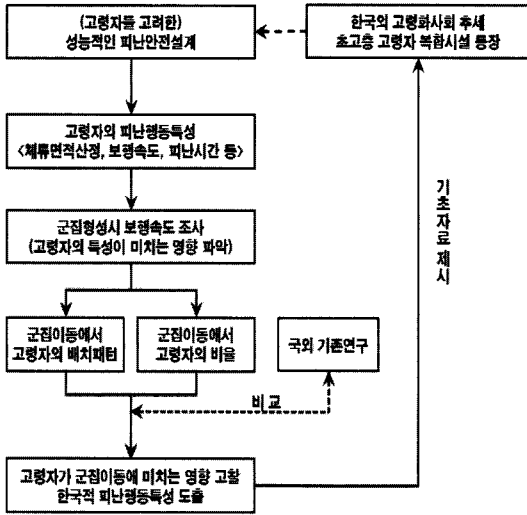 (고령자를 고려한)
성능적인 피난안전설계
한국의 고령화사회 추세
초고층 고령자 복합시설 등장
고령자의 피난행동특성
<체류면적산정, 보행속도, 피난시간 등>
군집형성시 보행속도 조사
(고령자의 특성이 미치는 영향 파악)
기초자료 제시
군집이동에서
고령자의 배치패턴
군집이동에서
고령자의 비율
국외 기존연구
비교
고령자가 군집이동에 미치는 영향 고찰
한국적 피난행동특성 도출